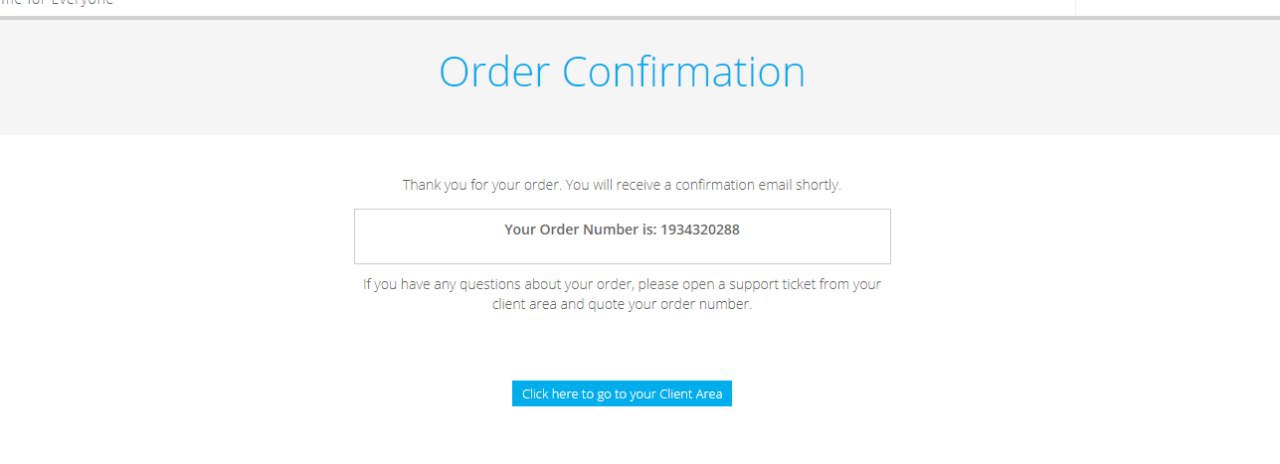 for Everyone
Order Confirmation
Thank you for your order. You will receive a confirmation email shortly.
Your Order Number is: 1934320288
If you have any questions about your order, please open a support ticket from your
client area and quote your order number.
Click here to go to your Client Area